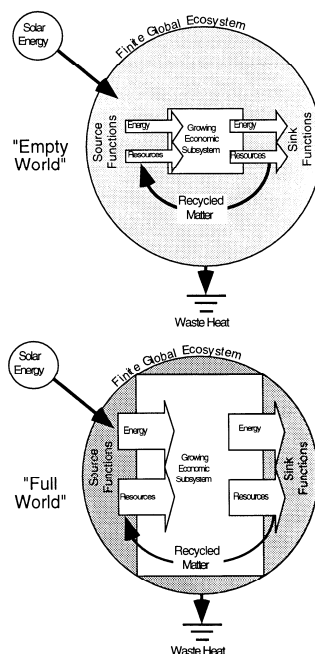 Solar
Energy
Finite Global Ecosystem
"Empty
World"
Source
Functions
Energy
Resources
Growing
Economic
Subsystem
Energy
Resources
Sink
Functions
Recycled
Matter
Waste Heat
Solar
Energy
Finite Global Ecosystem
"Full
World"
Source
Functions
Energy
Resources
Growing
Economic
Subsystem
Energy
Resources
Sink
Functions
Recycled
Matter
Waste Heat